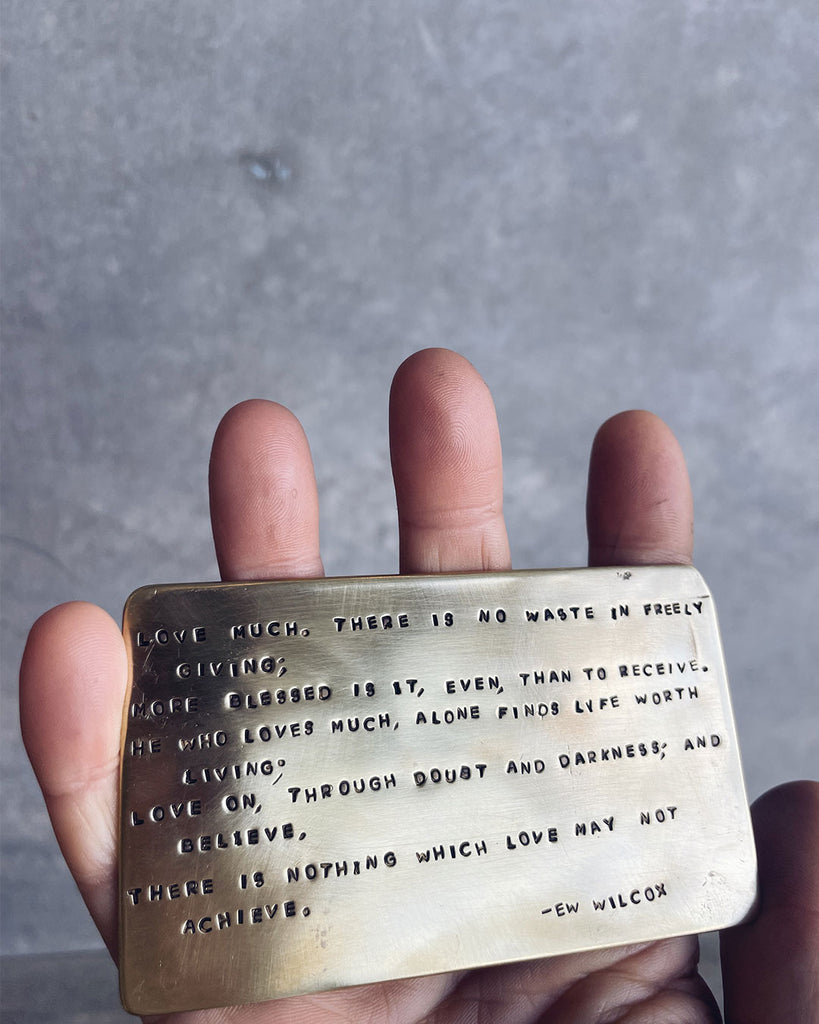 LOVE MUCH. THERE IS NO WASTE IN FREELY
GIVING;
MORE BLESSED IS IT, EVEN, THAN TO RECEIVE.
HE WHO LOVES MUCH, ALONE FINDS LIFE WORTH
LIVING;
LOVE ON, THROUGH DOUBT AND DARKNESS; AND
BELIEVE,
THERE IS NOTHING WHICH LOVE MAY NOT
ACHIEVE.
-EW WILCOX